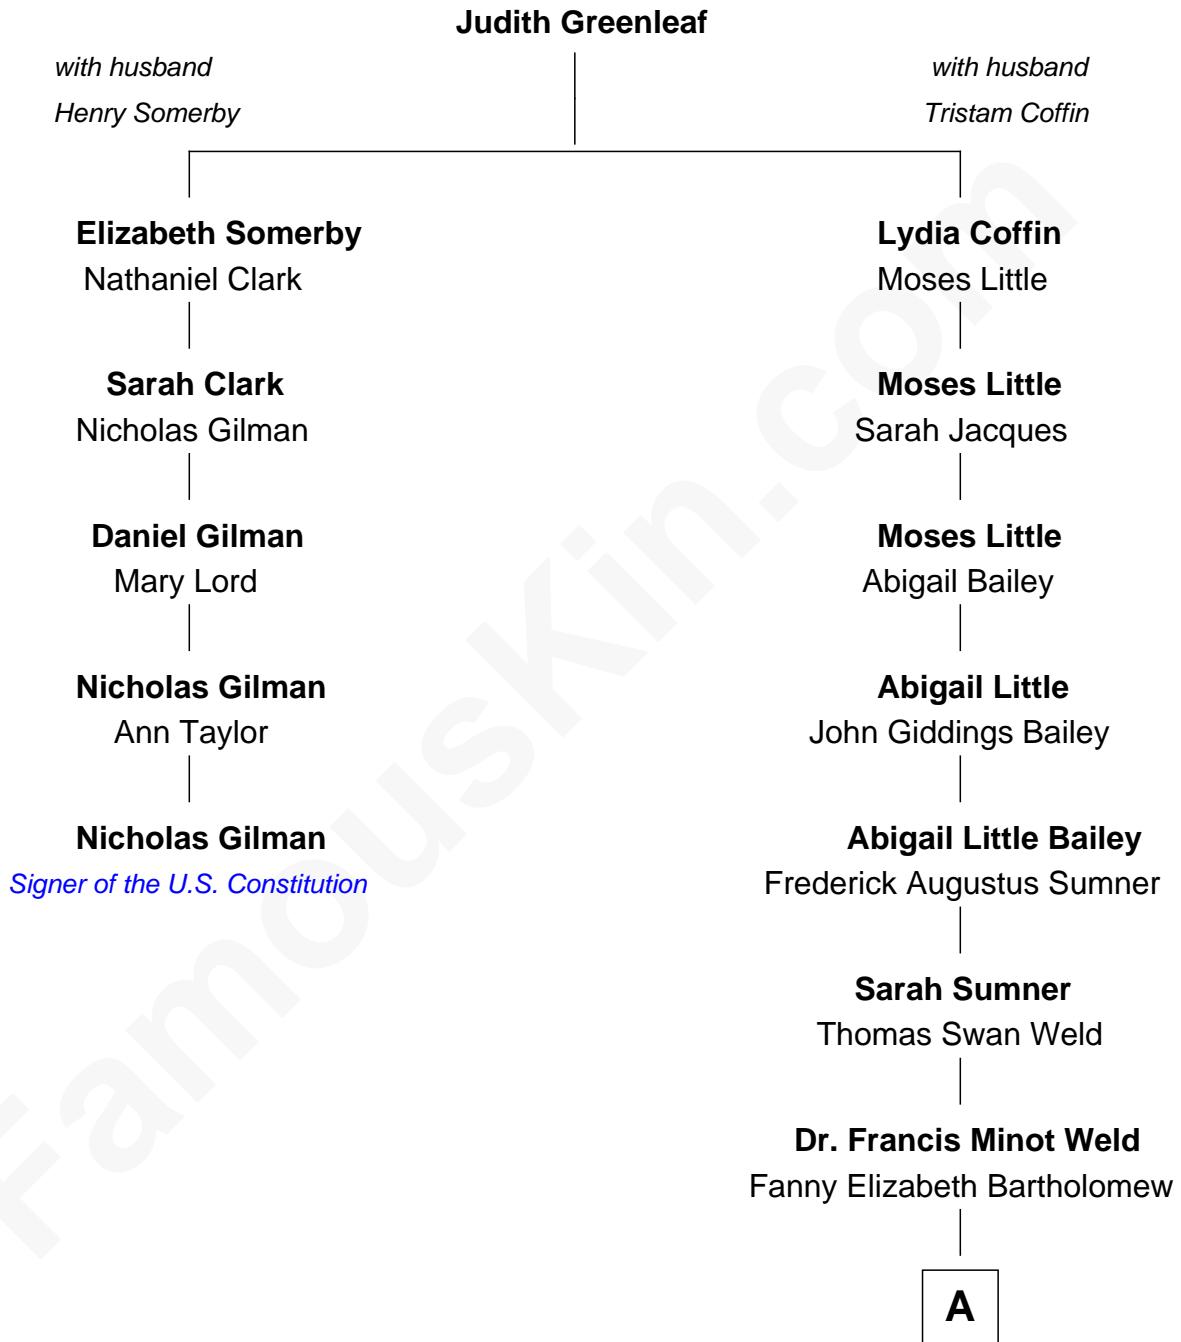 Judith Greenleaf
with husband
Henry Somerby
with husband
Tristam Coffin
Elizabeth Somerby
Nathaniel Clark
Sarah Clark
Nicholas Gilman
Daniel Gilman
Mary Lord
Nicholas Gilman
Ann Taylor
Nicholas Gilman
Signer of the U.S. Constitution
Lydia Coffin
Moses Little
Moses Little
Sarah Jacques
Moses Little
Abigail Bailey
Abigail Little
John Giddings Bailey
Abigail Little Bailey
Frederick Augustus Sumner
Sarah Sumner
Thomas Swan Weld
Dr. Francis Minot Weld
Fanny Elizabeth Bartholomew
A
FamousKin.com